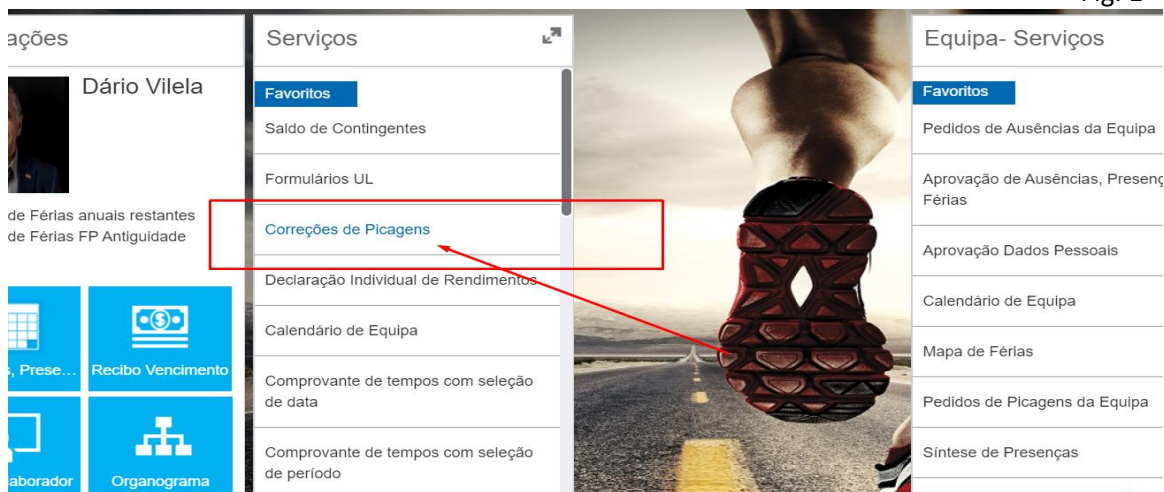 ações
Dário Vilela
de Férias anuais restantes
de Férias FP Antiguidade
Recibo Vencimento
Organograma
Serviços
Favoritos
Saldo de Contingentes
Formulários UL
Correções de Picagens
Declaração Individual de Rendimentos
Calendário de Equipa
Comprovante de tempos com seleção
de data
Comprovante de tempos com seleção
de período
Equipa- Serviços
Favoritos
Pedidos de Ausências da Equipa
Aprovação de Ausências, Presenç
Férias
Aprovação Dados Pessoais
Calendário de Equipa
Mapa de Férias
Pedidos de Picagens da Equipa
Síntese de Presenças